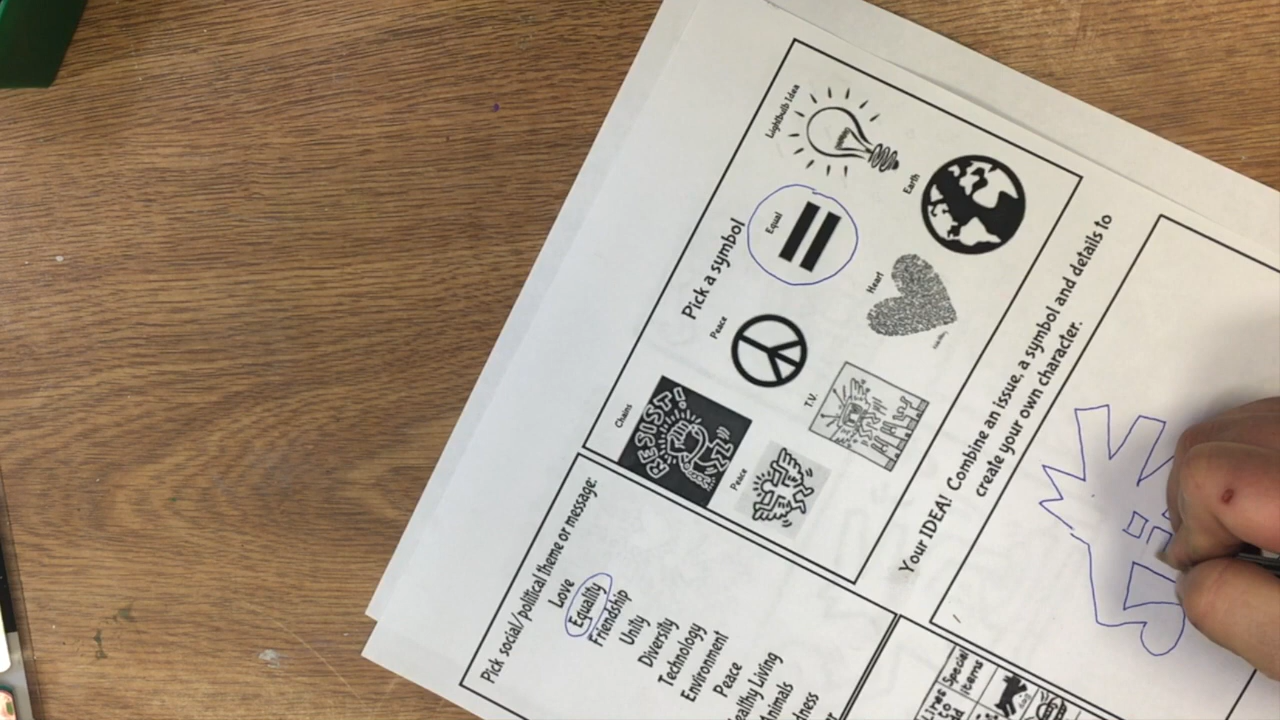 Pick a symbol
Chains
Peace
Equal
Lightbulb Idea
RESIST!
Peace
T.V.
Heart
Earth
Pick social/political theme or message:
Love
Equality
Friendship
Unity
Diversity
Technology
Environment
Peace
Healthy Living
Animals
Your IDEA! Combine an issue, a symbol and details to
create your own character.
Special
Items